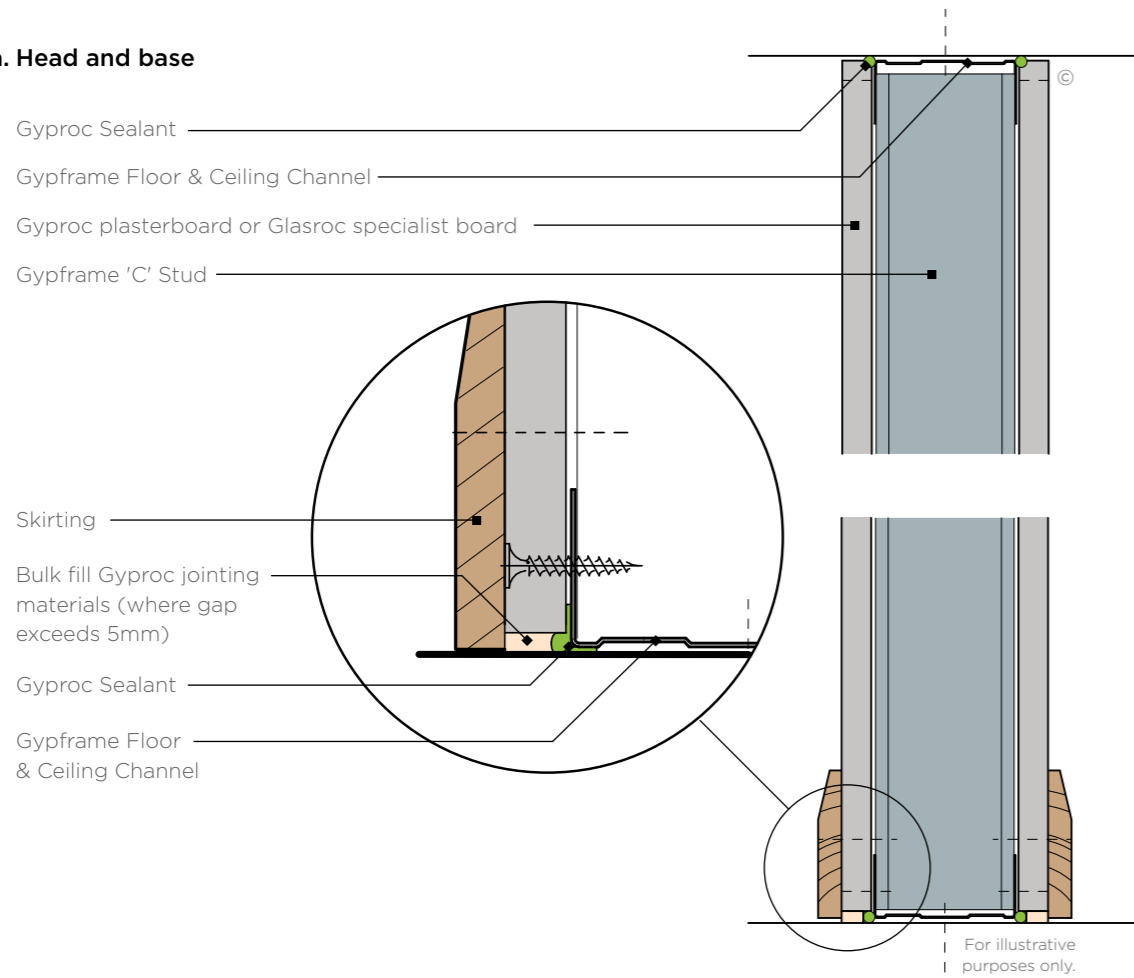 . Head and base
©
Gyproc Sealant
Gypframe Floor & Ceiling Channel
Gyproc plasterboard or Glasroc specialist board
Gypframe 'C' Stud
Skirting
Bulk fill Gyproc jointing
materials (where gap
exceeds 5mm)
Gyproc Sealant
Gypframe Floor
& Ceiling Channel
For illustrative
purposes only.